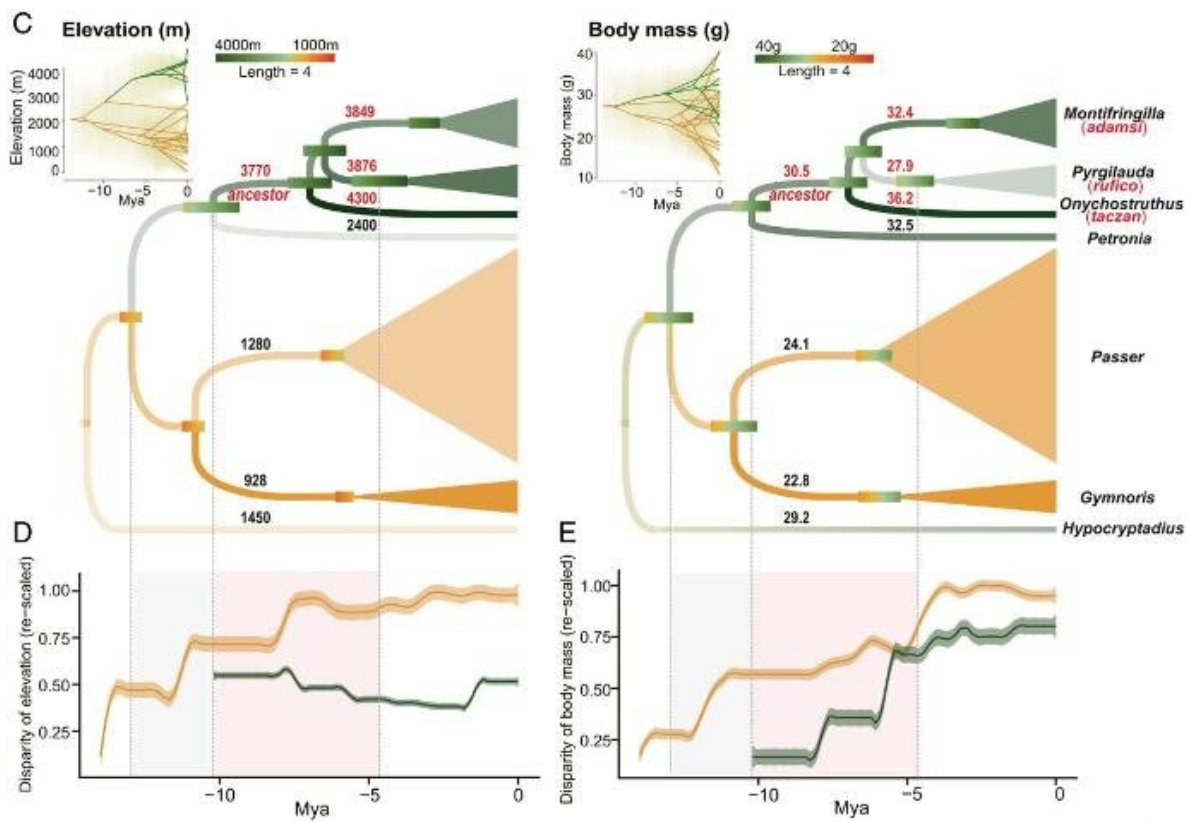 C
Elevation (m)
4000m 1000m
Length = 4
4000
3000
2000
1000
0
Elevation (m)
−10 −5 0
Mya
3849
3770
ancestor
3876
4300
2400
1280
928
1450
Body mass (g)
40g 20g
Length = 4
40
30
20
10
Body mass (g)
−10 −5 0
Mya
32.4
30.5
ancestor
27.9
36.2
32.5
24.1
22.8
29.2
Montifringilla
(adamsi)
Pyrgilauda
(rufico)
Onychostruthus
(taczan)
Petronia
Passer
Gymnoris
Hypocryptadius
D
Disparity of elevation (re−scaled)
1.00
0.75
0.50
0.25
−10 −5 0
Mya
E
Disparity of body mass (re−scaled)
1.00
0.75
0.50
0.25
−10 −5 0
Mya